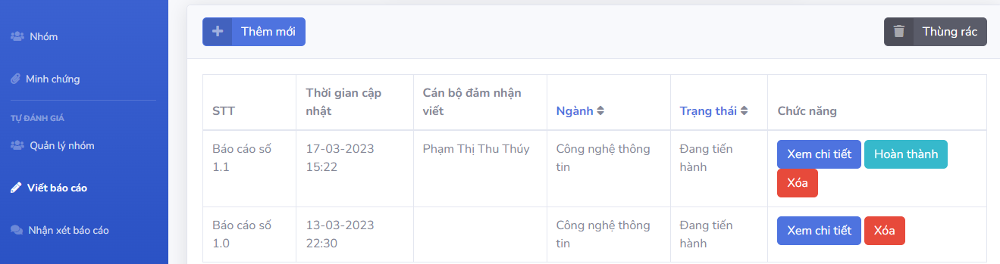 Nhóm
Minh chứng
TỰ ĐÁNH GIÁ
Quản lý nhóm
Viết báo cáo
Nhận xét báo cáo
Thêm mới
Thùng rác
STT
Thời gian cập
nhật
Cán bộ đảm nhận
viết
Ngành
Trạng thái
Chức năng
Báo cáo số
1.1
17-03-2023
15:22
Phạm Thị Thu Thúy
Công nghệ thông
tin
Đang tiến
hành
Xem chi tiết
Hoàn thành
Xóa
Báo cáo số
1.0
13-03-2023
22:30
Công nghệ thông
tin
Đang tiến
hành
Xem chi tiết
Xóa